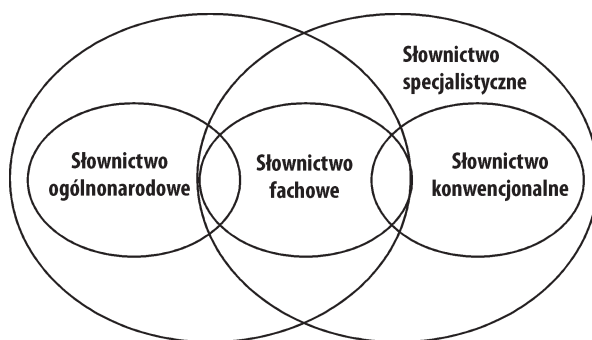 Słownictwo
specjalistyczne
Słownictwo
ogólnonarodowe
Słownictwo
fachowe
Słownictwo
konwencjonalne